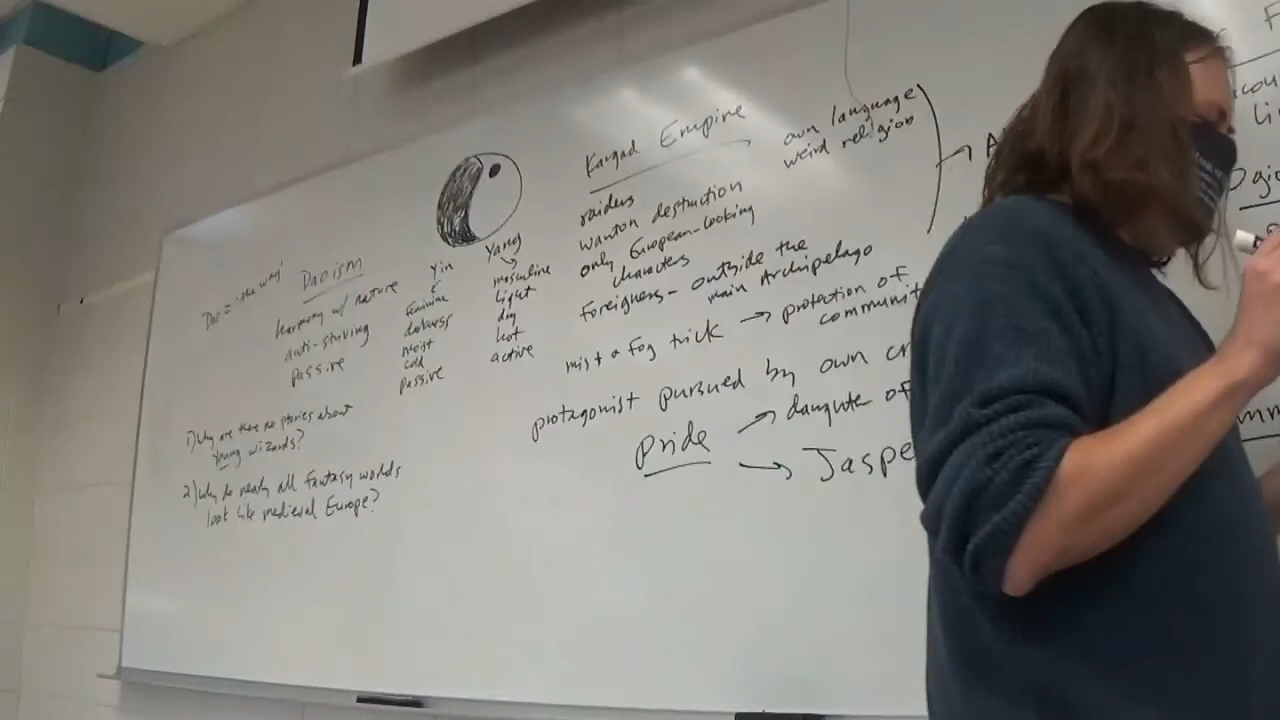 Dao = 'the way'
Daoism
harmony w/ nature
anti-striving
passive
1) Why are there no stories about
young wizards?
2) Why do nearly all fantasy worlds
look like medieval Europe?
Yin
feminine
darkness
moist
cold
passive
Yang
masculine
light
dry
hot
active
Kargad Empire
raiders
wanton destruction
only European-looking
characters
foreigners - outside the
main Archipelago
own language
weird religion
mist & fog trick → protection of
protagonist pursued by own
Pride
→ daughter of
→